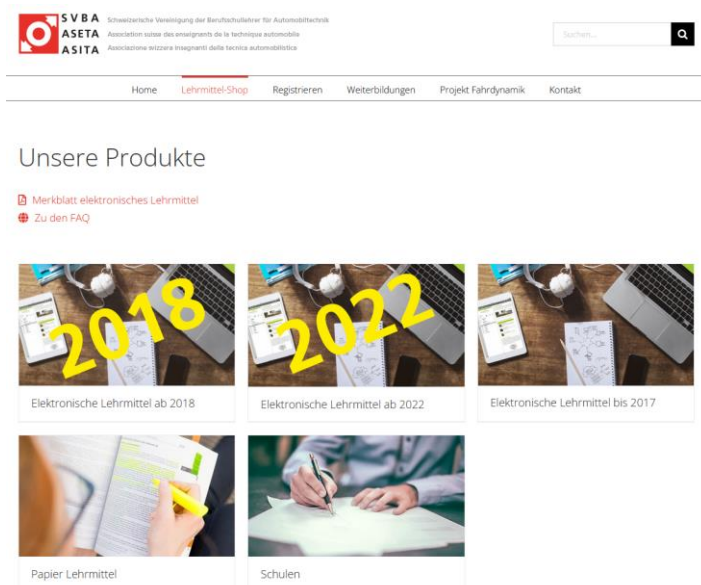 SVBA
Schweizerische Vereinigung der Berufsschullehrer für Automobiltechnik
ASETA
Association suisse des enseignants de la technique automobile
ASITA
Associazione svizzera insegnanti della tecnica automobilistica
Suchen...
Home Lehrmittel-Shop Registrieren Weiterbildungen Projekt Fahrdynamik Kontakt
Unsere Produkte
Merkblatt elektronisches Lehrmittel
Zu den FAQ
2018
2022
Elektronische Lehrmittel ab 2018
Elektronische Lehrmittel ab 2022
Elektronische Lehrmittel bis 2017
Papier Lehrmittel
Schulen